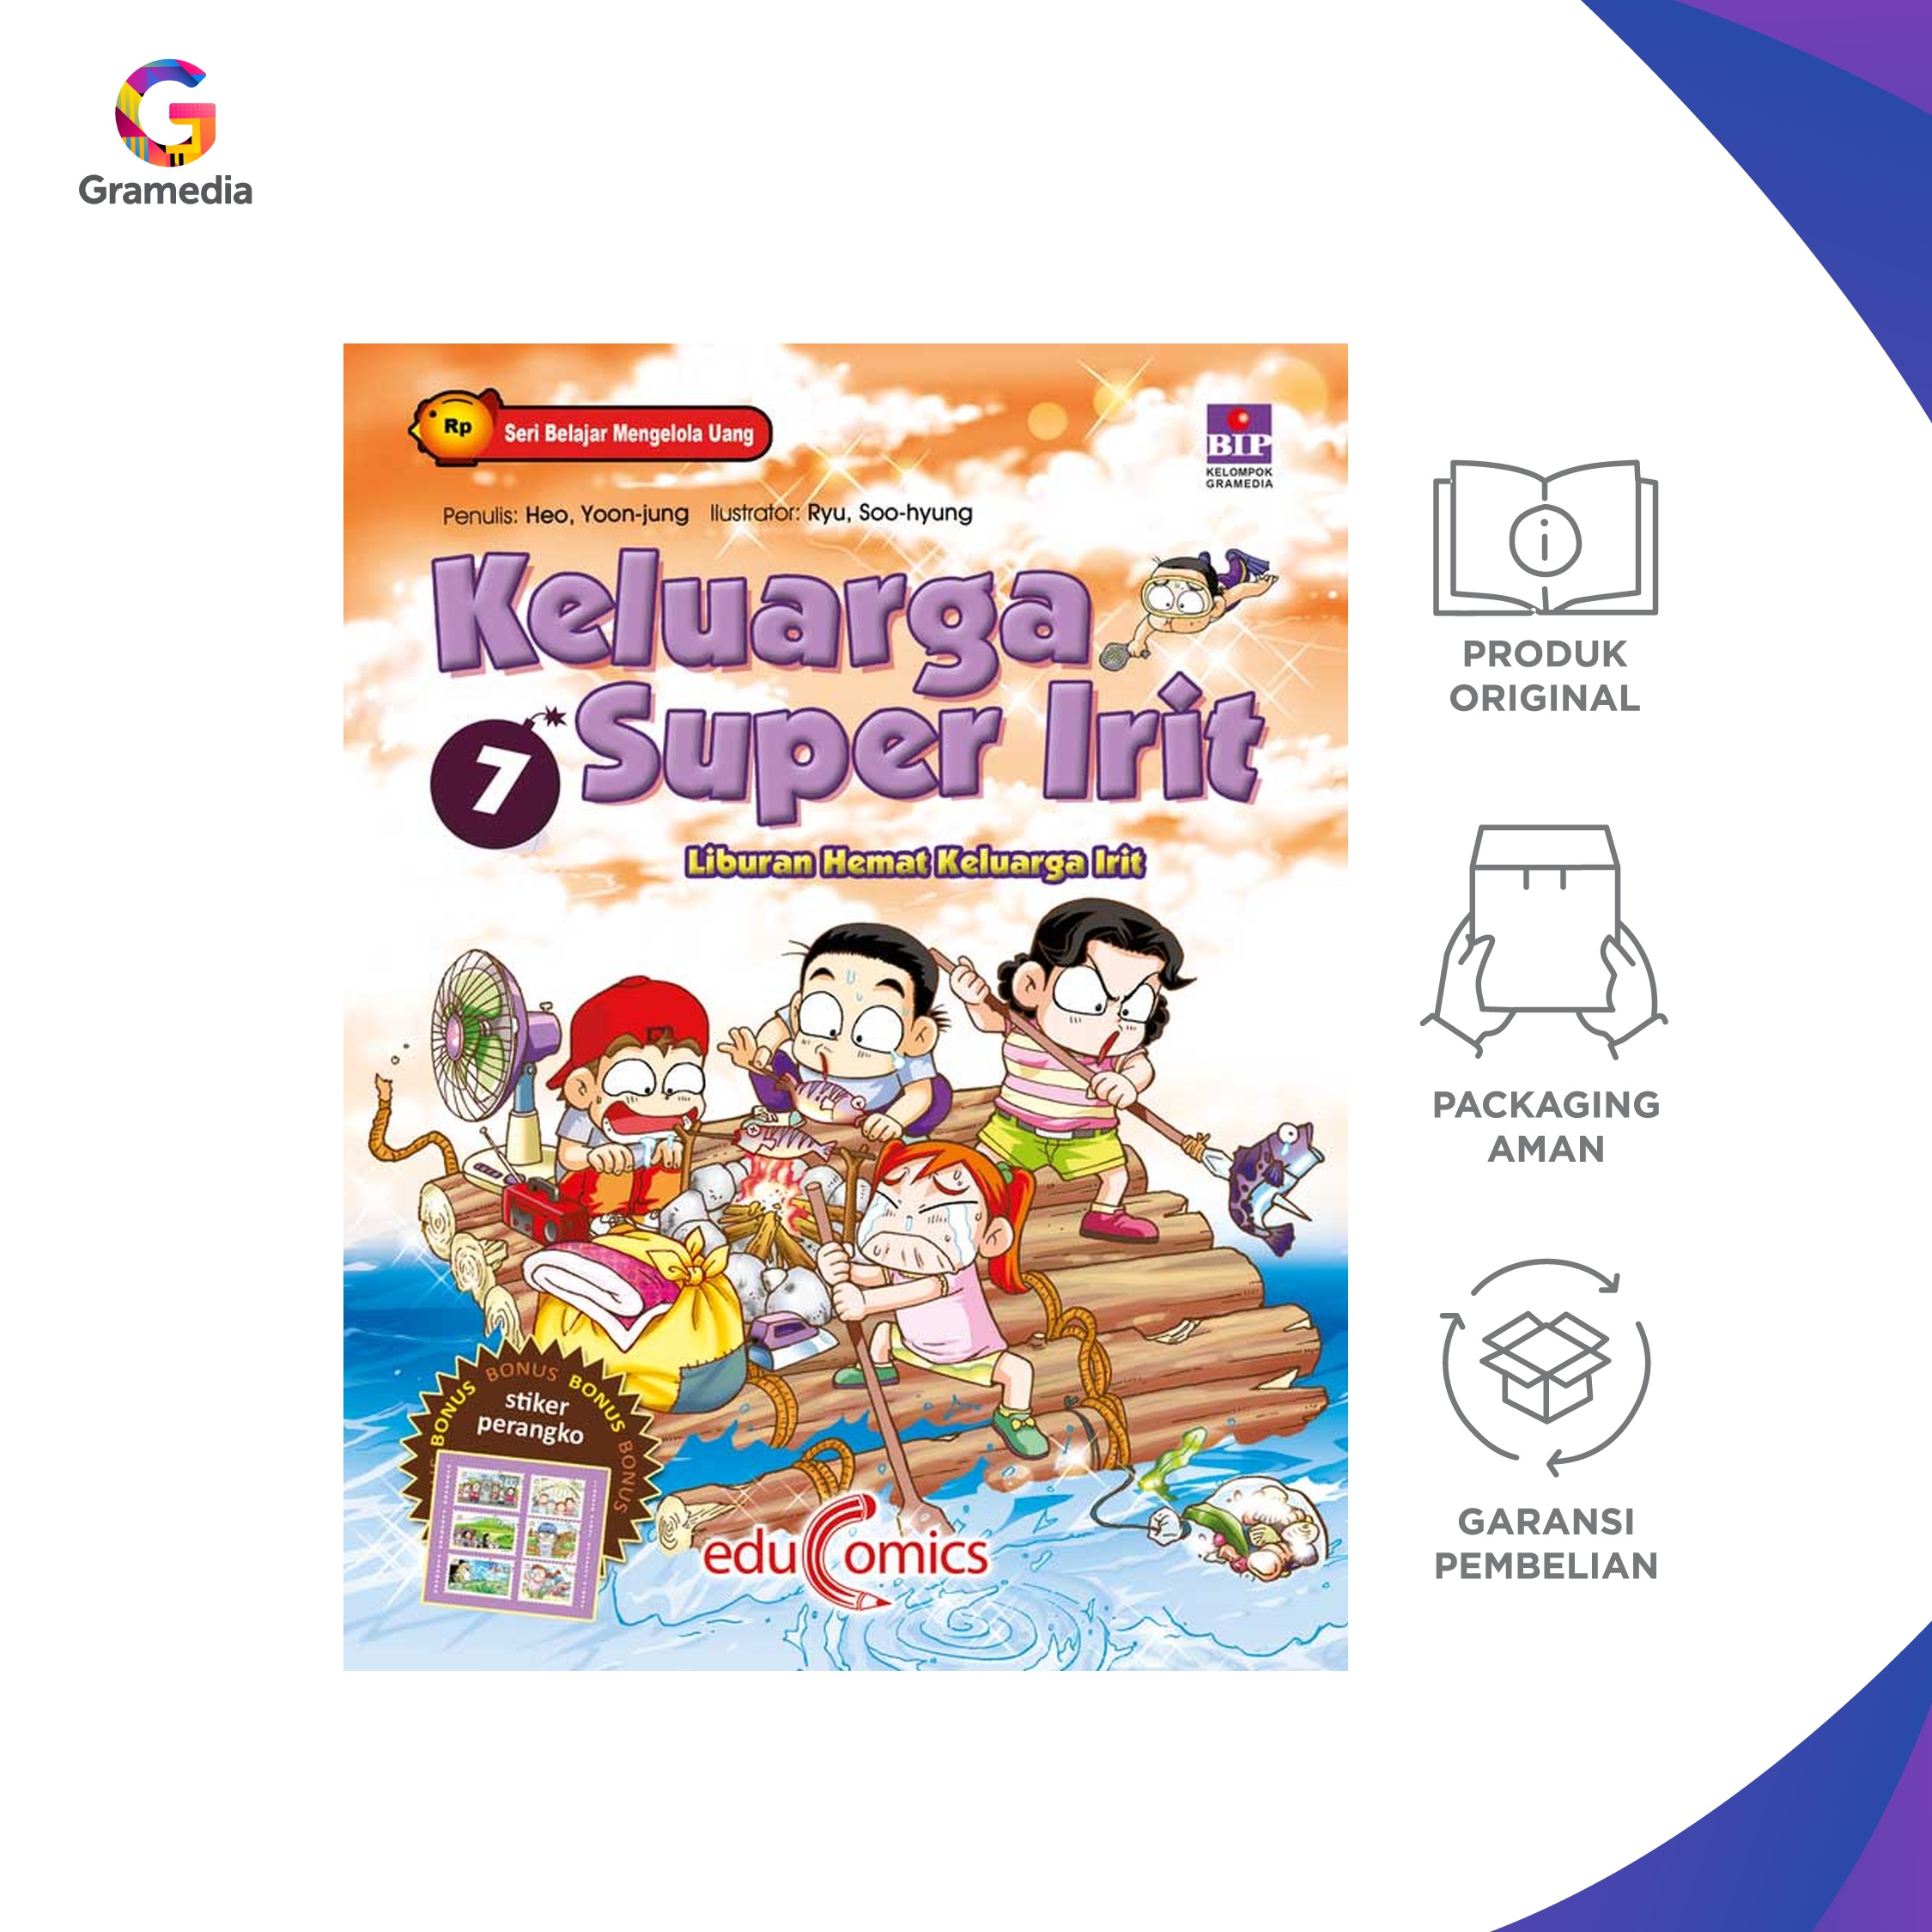 Gramedia
Rp
Seri Belajar Mengelola Uang
BIP
KELOMPOK
GRAMEDIA
Penulis: Heo, Yoon-jung Ilustrator: Ryu, Soo-hyung
Keluarga
7 Super Irit
Liburan Hemat Keluarga Irit
BONUS BONUS BONUS BONUS
stiker
perangko
eduComics
PRODUK
ORIGINAL
PACKAGING
AMAN
GARANSI
PEMBELIAN